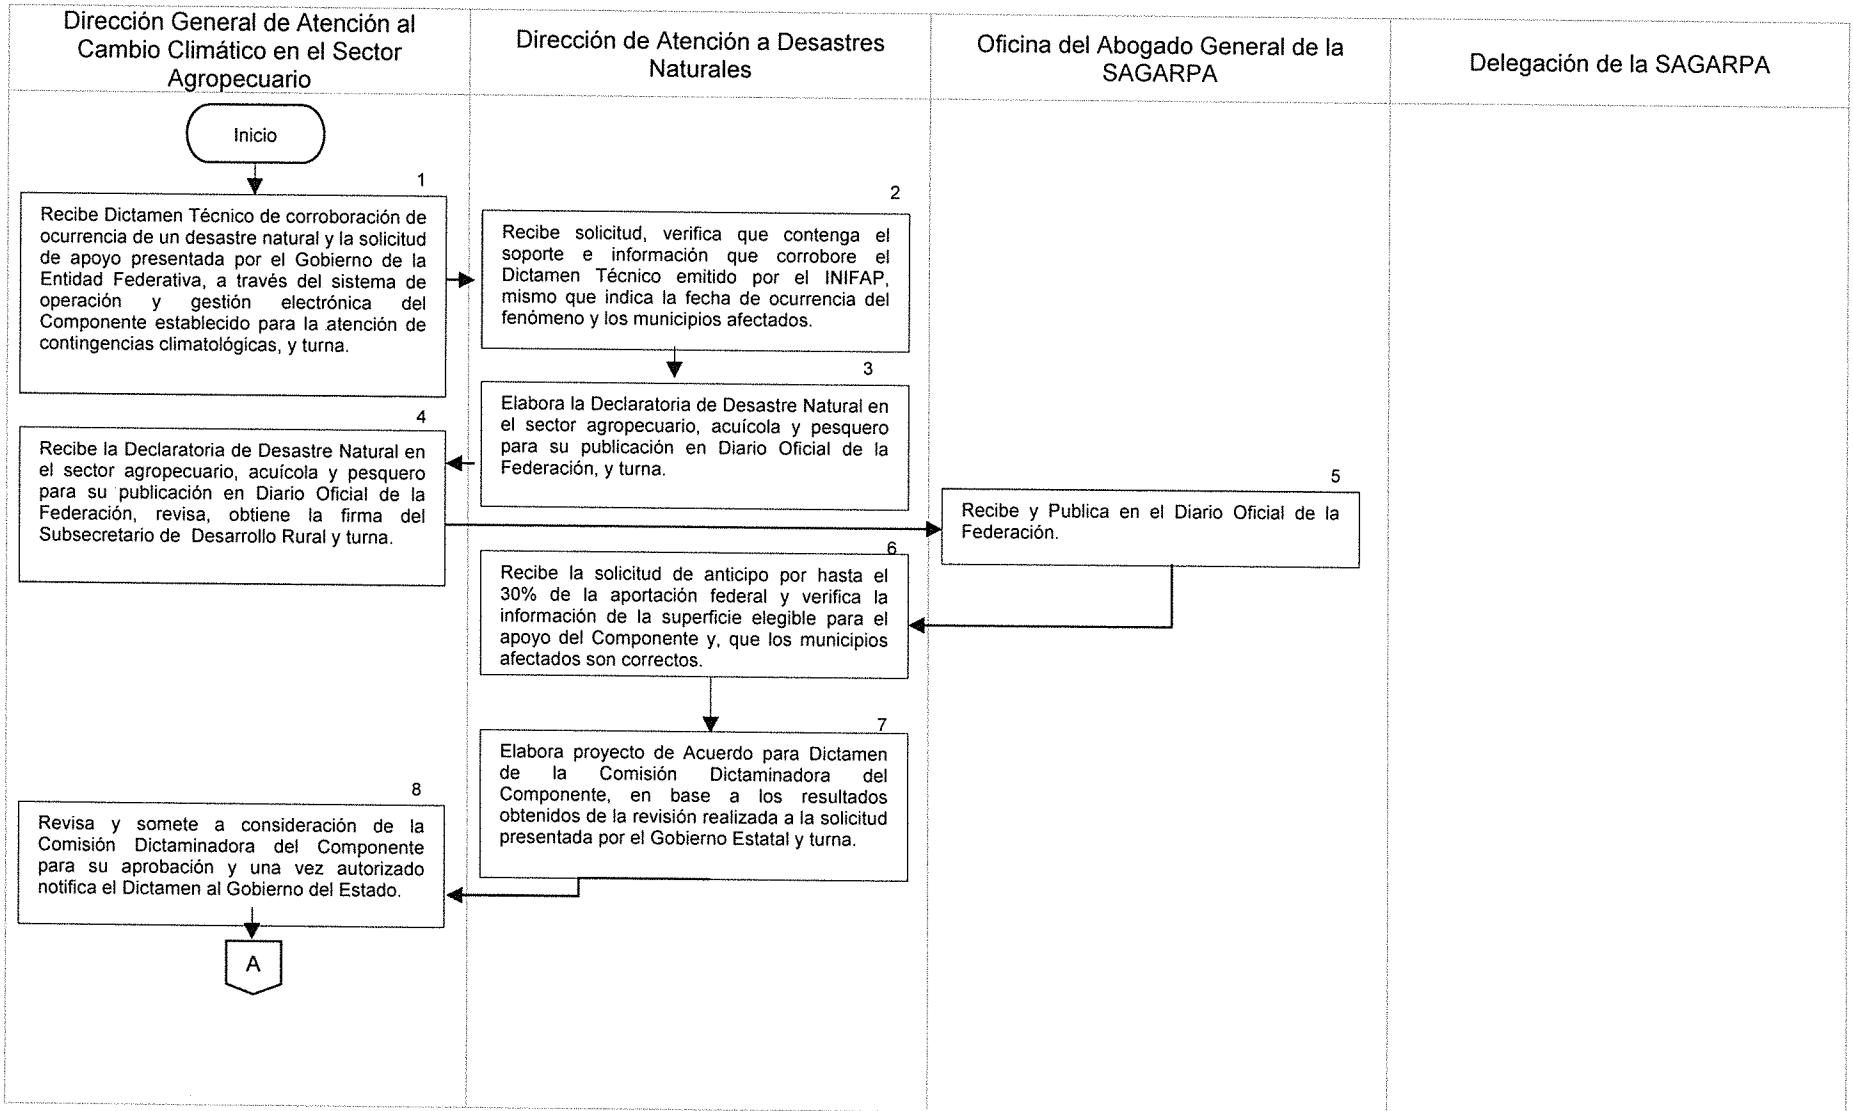 Dirección General de Atención al
Cambio Climático en el Sector
Agropecuario
Dirección de Atención a Desastres
Naturales
Oficina del Abogado General de la
SAGARPA
Delegación de la SAGARPA
Inicio
1
Recibe Dictamen Técnico de corroboración de
ocurrencia de un desastre natural y la solicitud
de apoyo presentada por el Gobierno de la
Entidad Federativa, a través del sistema de
operación y gestión electrónica del
Componente establecido para la atención de
contingencias climatológicas, y turna.
2
Recibe solicitud, verifica que contenga el
soporte e información que corrobore el
Dictamen Técnico emitido por el INIFAP,
mismo que indica la fecha de ocurrencia del
fenómeno y los municipios afectados.
3
Elabora la Declaratoria de Desastre Natural en
el sector agropecuario, acuícola y pesquero
para su publicación en Diario Oficial de la
Federación, y turna.
4
Recibe la Declaratoria de Desastre Natural en
el sector agropecuario, acuícola y pesquero
para su publicación en Diario Oficial de la
Federación, revisa, obtiene la firma del
Subsecretario de Desarrollo Rural y turna.
5
Recibe y Publica en el Diario Oficial de la
Federación.
6
Recibe la solicitud de anticipo por hasta el
30% de la aportación federal y verifica la
información de la superficie elegible para el
apoyo del Componente y, que los municipios
afectados son correctos.
7
Elabora proyecto de Acuerdo para Dictamen
de la Comisión Dictaminadora del
Componente, en base a los resultados
obtenidos de la revisión realizada a la solicitud
presentada por el Gobierno Estatal y turna.
8
Revisa y somete a consideración de la
Comisión Dictaminadora del Componente
para su aprobación y una vez autorizado
notifica el Dictamen al Gobierno del Estado.
A